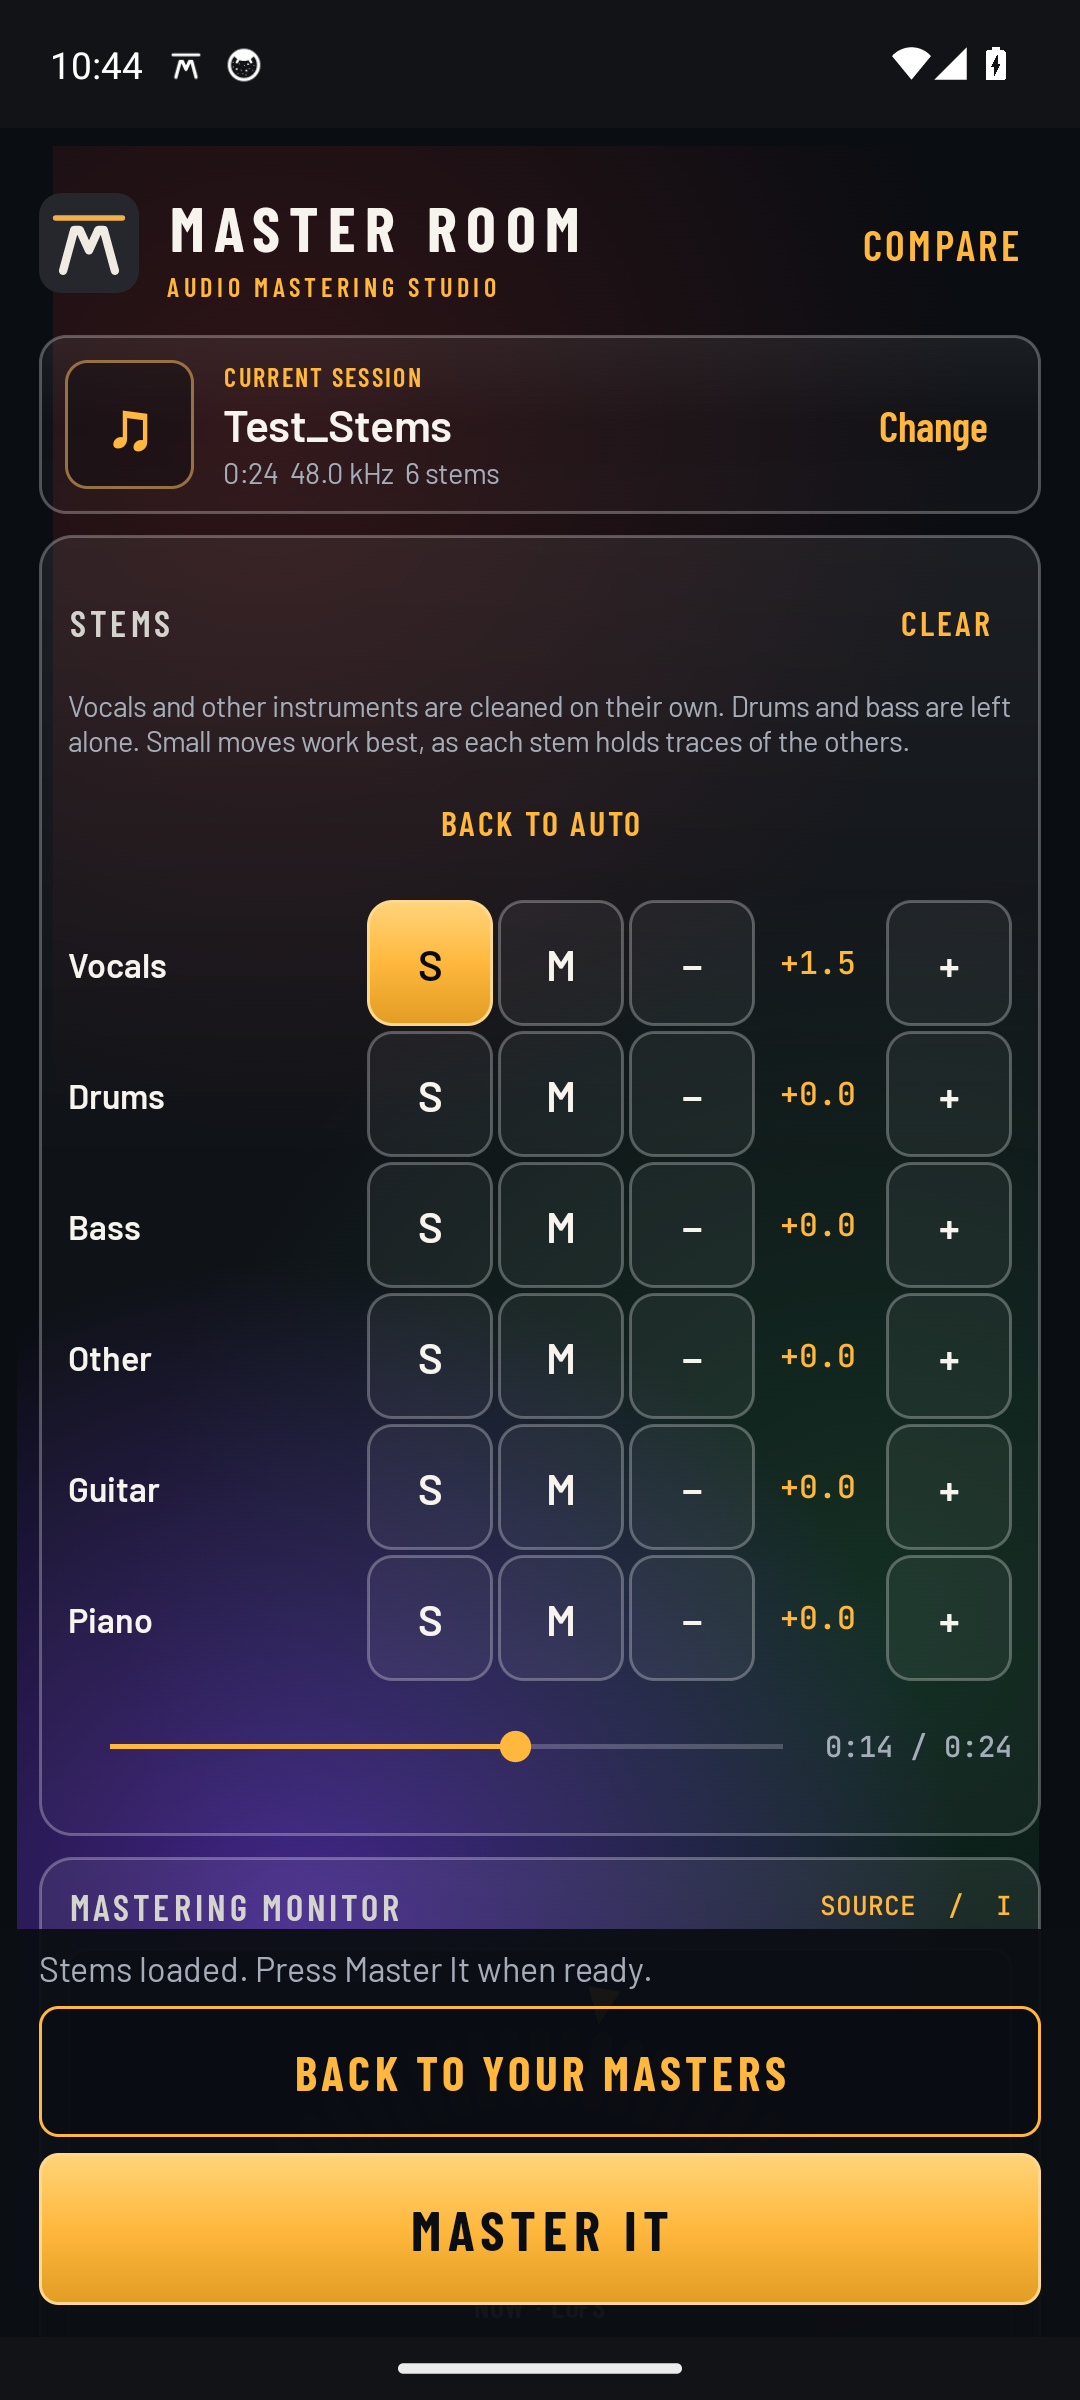 10:44
MASTER ROOM
AUDIO MASTERING STUDIO
COMPARE
CURRENT SESSION
Test_Stems
0:24 48.0 kHz 6 stems
Change
STEMS
CLEAR
Vocals and other instruments are cleaned on their own. Drums and bass are left
alone. Small moves work best, as each stem holds traces of the others.
BACK TO AUTO
Vocals S M − +1.5 +
Drums S M − +0.0 +
Bass S M − +0.0 +
Other S M − +0.0 +
Guitar S M − +0.0 +
Piano S M − +0.0 +
0:14 / 0:24
MASTERING MONITOR
SOURCE / I
Stems loaded. Press Master It when ready.
BACK TO YOUR MASTERS
MASTER IT
NOW · LUFS